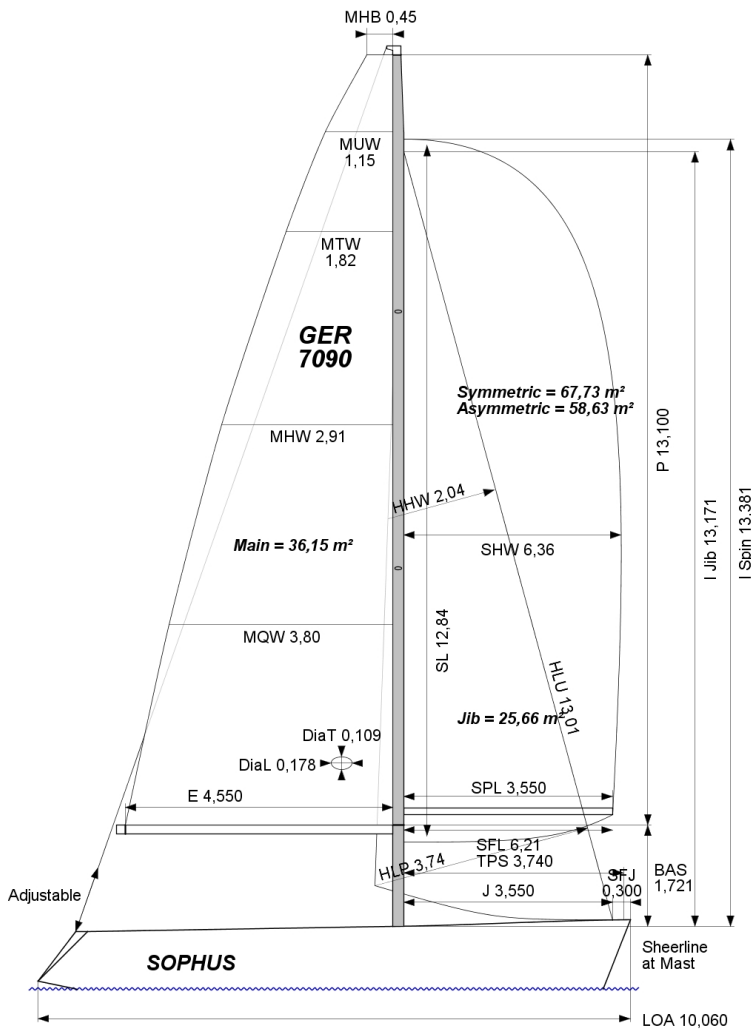 MHB 0,45
MUW
1,15
MTW
1,82
GER
7090
Symmetric = 67,73 m²
Asymmetric = 58,63 m²
P 13,100
MHW 2,91
HHW 2,04
I Jib 13,171
I Spin 13.381
Main = 36,15 m²
SHW 6,36
SL 12,84
MQW 3,80
HLU 13,01
Jib = 25,66 m²
DiaT 0,109
DiaL 0,178
E 4,550
SPL 3,550
SFL 6,21
TPS 3,740
HLP 3,74
SFJ
0,300
BAS
1,721
J 3,550
Adjustable
SOPHUS
Sheerline
at Mast
LOA 10,060